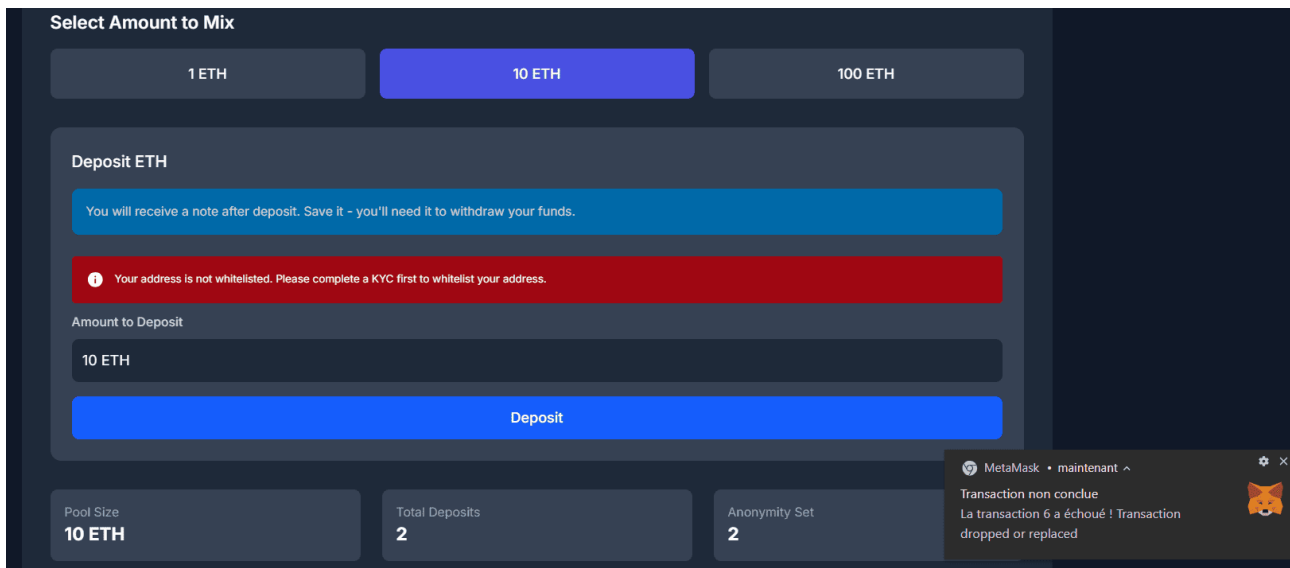 Select Amount to Mix
1 ETH
10 ETH
100 ETH
Deposit ETH
You will receive a note after deposit. Save it - you'll need it to withdraw your funds.
Your address is not whitelisted. Please complete a KYC first to whitelist your address.
Amount to Deposit
10 ETH
Deposit
Pool Size
10 ETH
Total Deposits
2
Anonymity Set
2
MetaMask • maintenant
Transaction non conclue
La transaction 6 a échoué ! Transaction
dropped or replaced